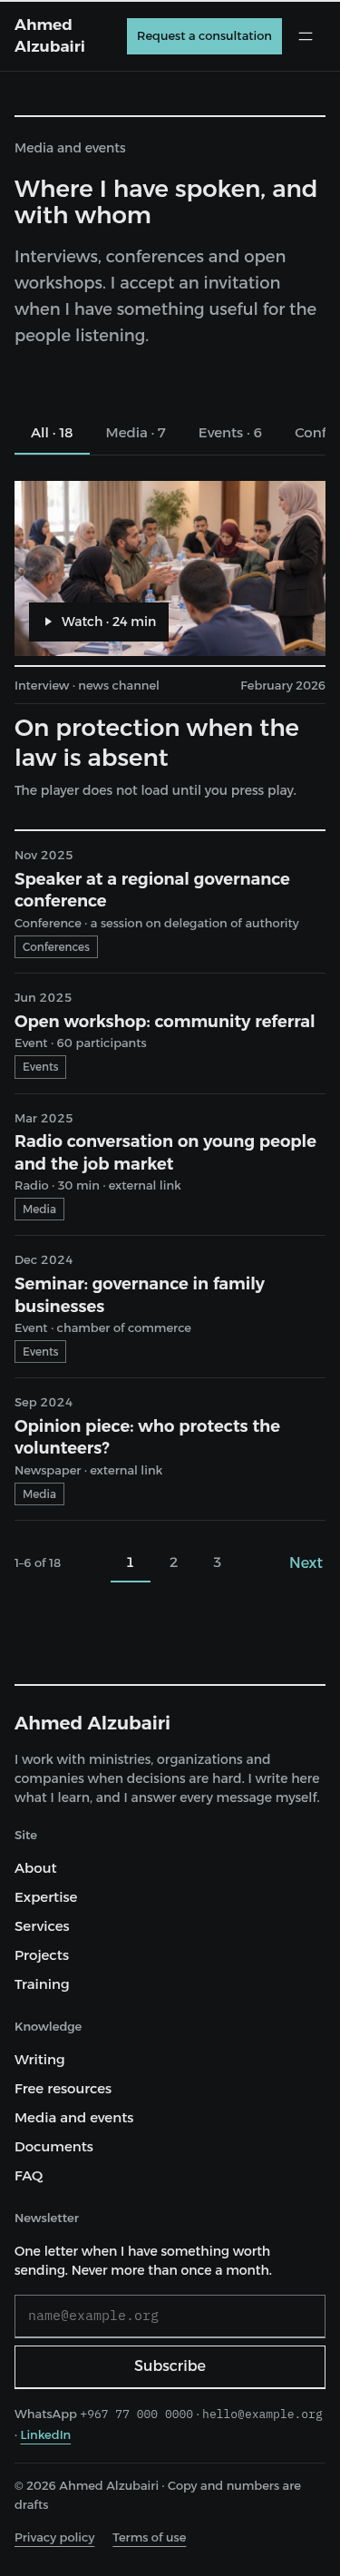 Ahmed
Alzubairi
Request a consultation
Media and events
Where I have spoken, and
with whom
Interviews, conferences and open
workshops. I accept an invitation
when I have something useful for the
people listening.
All · 18
Media · 7
Events · 6
Conf
Watch · 24 min
Interview · news channel
February 2026
On protection when the
law is absent
The player does not load until you press play.
Nov 2025
Speaker at a regional governance
conference
Conference · a session on delegation of authority
Conferences
Jun 2025
Open workshop: community referral
Event · 60 participants
Events
Mar 2025
Radio conversation on young people
and the job market
Radio · 30 min · external link
Media
Dec 2024
Seminar: governance in family
businesses
Event · chamber of commerce
Events
Sep 2024
Opinion piece: who protects the
volunteers?
Newspaper · external link
Media
1–6 of 18
1
2
3
Next
Ahmed Alzubairi
I work with ministries, organizations and
companies when decisions are hard. I write here
what I learn, and I answer every message myself.
Site
About
Expertise
Services
Projects
Training
Knowledge
Writing
Free resources
Media and events
Documents
FAQ
Newsletter
One letter when I have something worth
sending. Never more than once a month.
name@example.org
Subscribe
WhatsApp +967 77 000 0000 · hello@example.org
· LinkedIn
© 2026 Ahmed Alzubairi · Copy and numbers are
drafts
Privacy policy
Terms of use